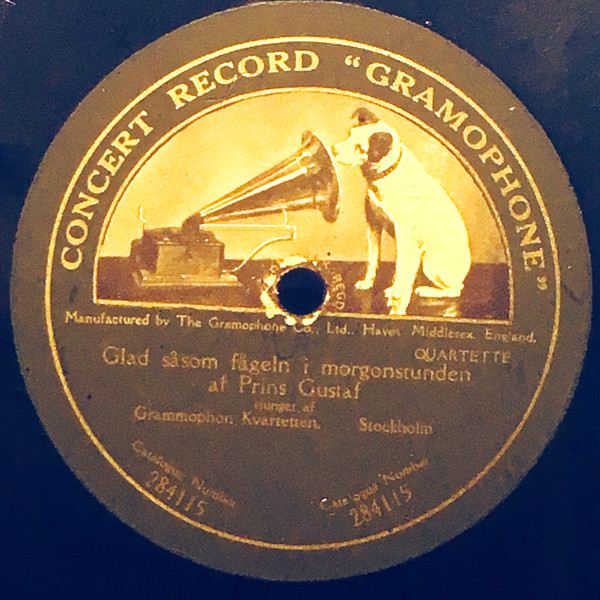 CONCERT RECORD "GRAMOPHONE"
REGD
Manufactured by The Gramophone Co., Ltd., Hayes, Middlesex, England.
QUARTETTE
Glad såsom fågeln i morgonstunden
af Prins Gustaf
sjunget af
Grammophon Kvartetten, Stockholm
Catalogue Number
284115
Catalogue Number
284115